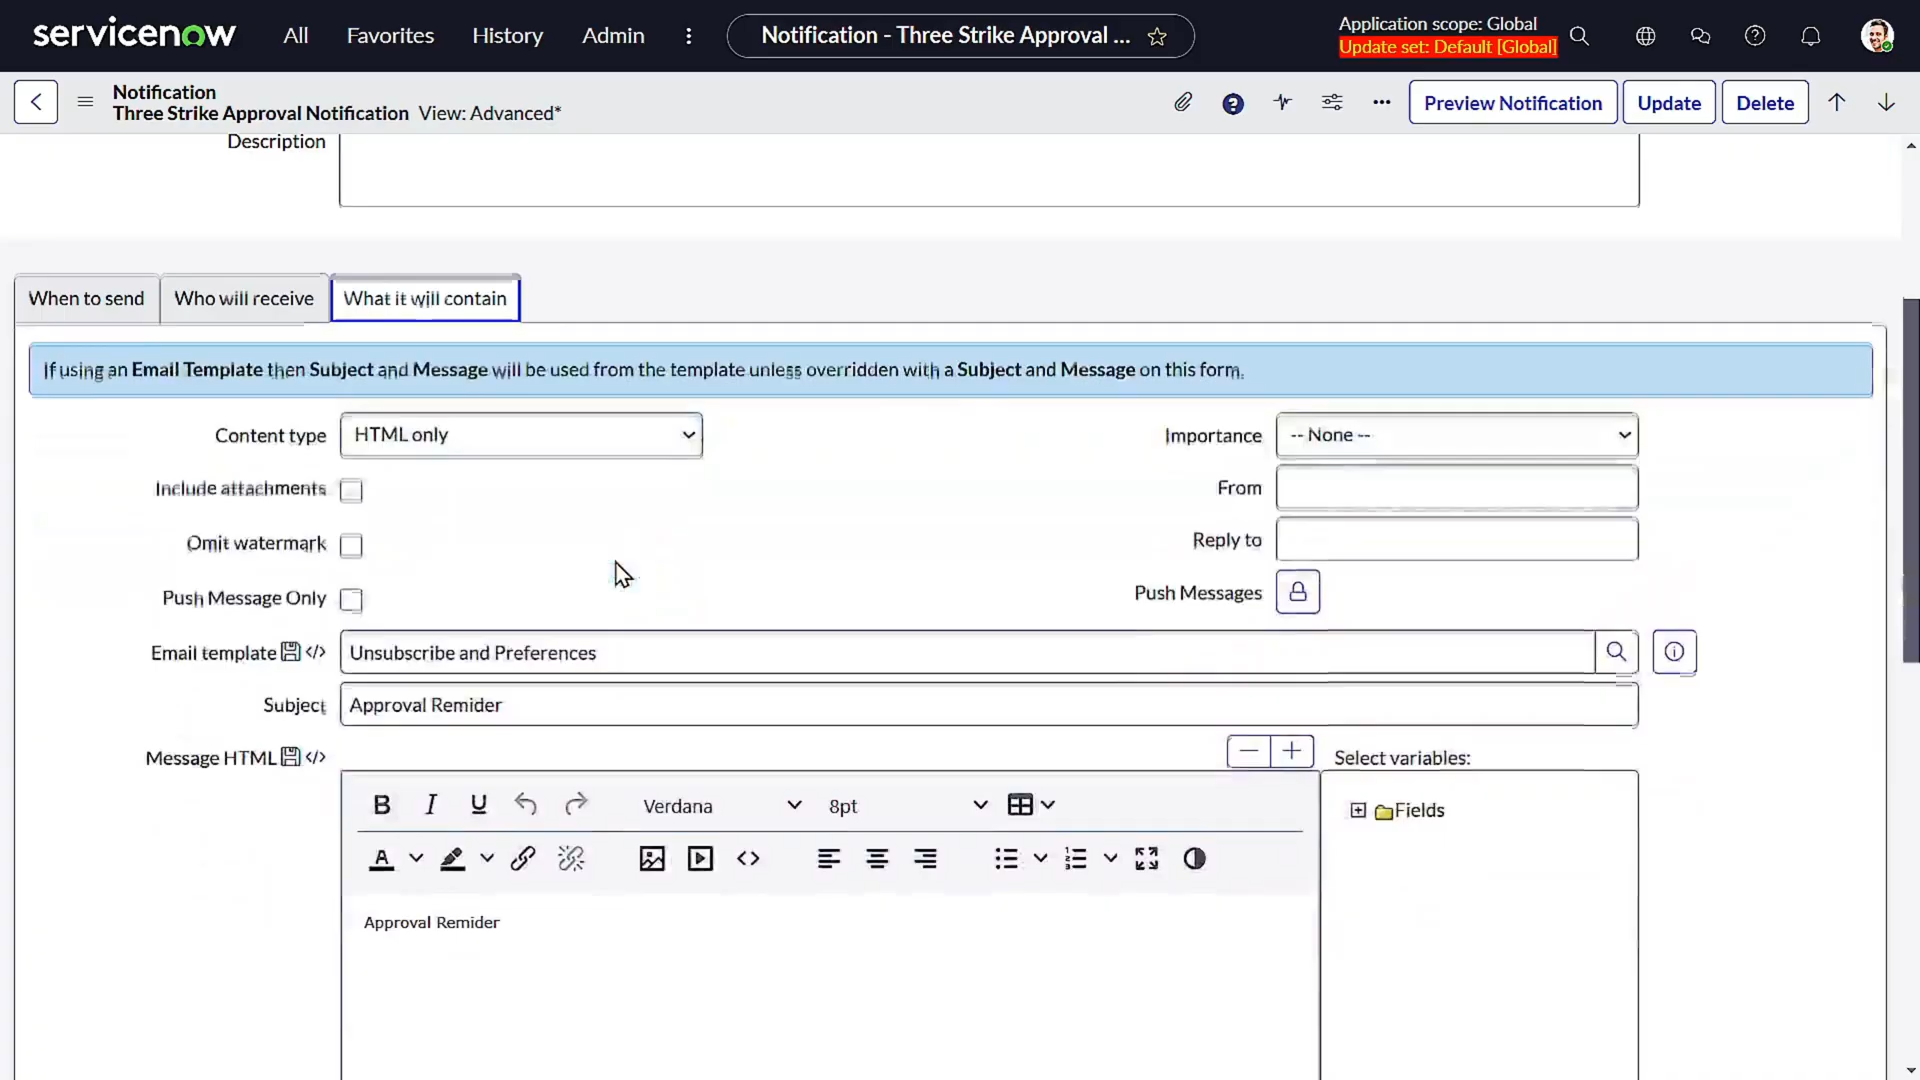 servicenow All Favorites History Admin Notification - Three Strike Approval ... Application scope: Global
Update set: Default [Global]
Notification
Three Strike Approval Notification View: Advanced*
Preview Notification Update Delete
Description
When to send Who will receive What it will contain
If using an Email Template then Subject and Message will be used from the template unless overridden with a Subject and Message on this form.
Content type HTML only Importance -- None --
Include attachments From
Omit watermark Reply to
Push Message Only Push Messages
Email template Unsubscribe and Preferences
Subject Approval Remider
Message HTML Select variables:
B I U Verdana 8pt
Fields
A
Approval Remider